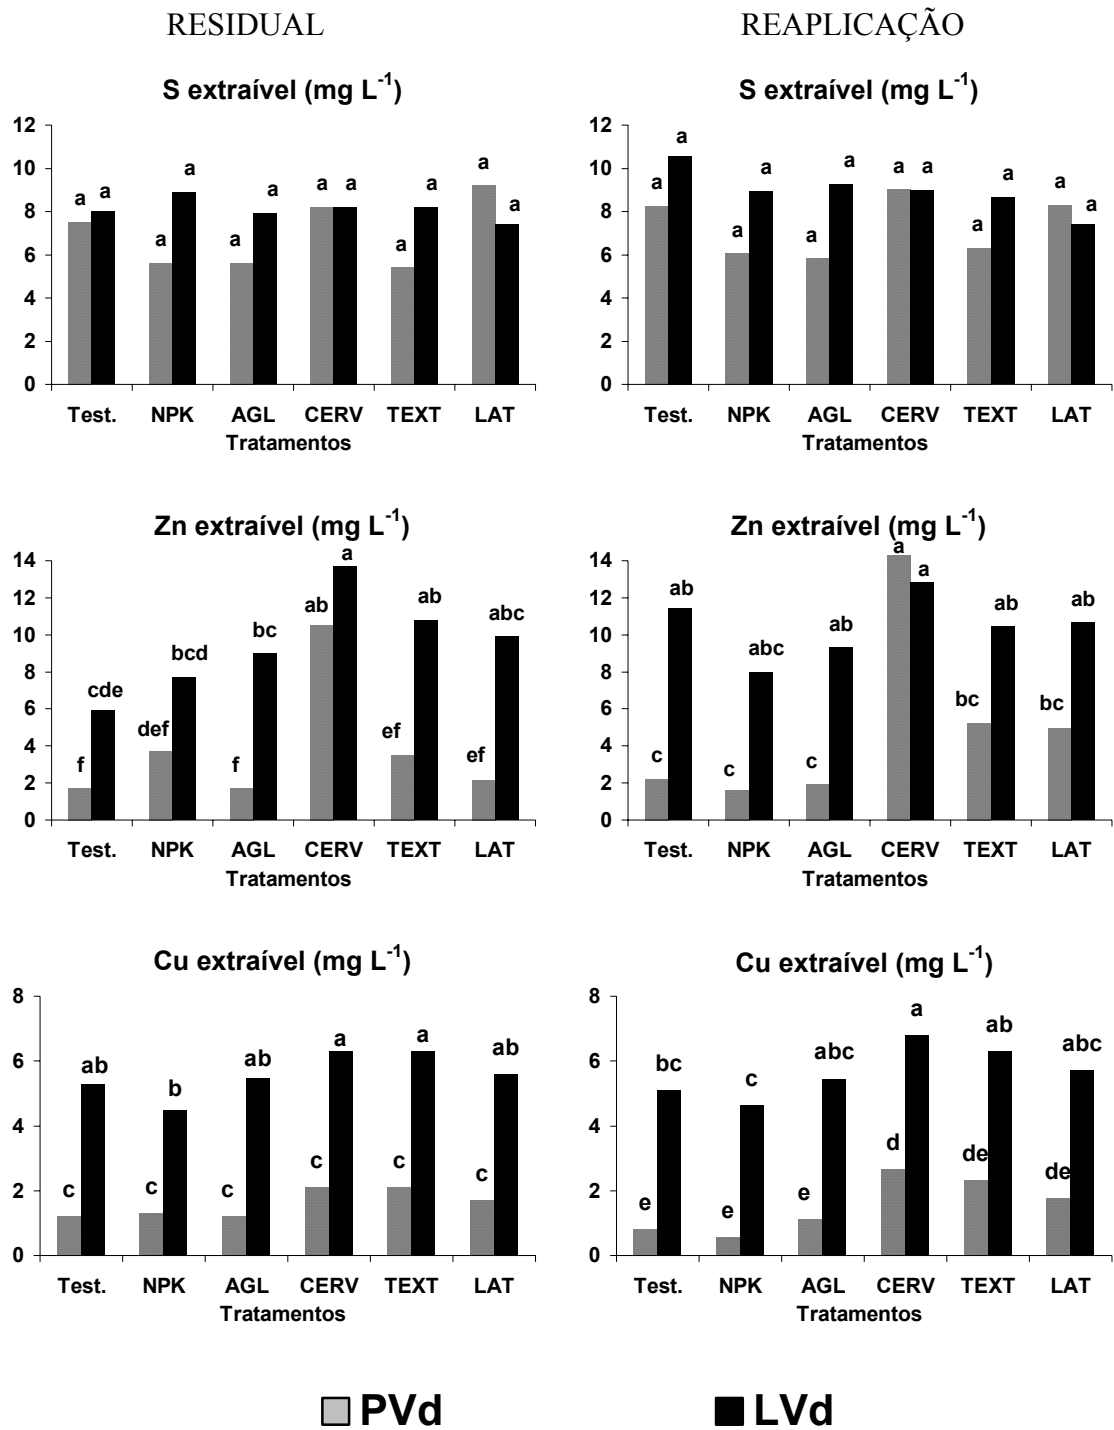 RESIDUAL REAPLICAÇÃO
S extraível (mg L-1) S extraível (mg L-1)
12 12
10 10
8 8
6 6
4 4
2 2
0 0
a a a a a a a a a a a a
a a a a a a a a a a a a
Test. NPK AGL CERV TEXT LAT Test. NPK AGL CERV TEXT LAT
Tratamentos Tratamentos
Zn extraível (mg L-1) Zn extraível (mg L-1)
14 14
12 12
10 10
8 8
6 6
4 4
2 2
0 0
f cde def bcd f bc ab a ef ab ef abc
c ab c abc c ab a a bc ab bc ab
Test. NPK AGL CERV TEXT LAT Test. NPK AGL CERV TEXT LAT
Tratamentos Tratamentos
Cu extraível (mg L-1) Cu extraível (mg L-1)
8 8
6 6
4 4
2 2
0 0
c ab c b c ab c a c a c ab
e bc e c e abc d a de ab de abc
Test. NPK AGL CERV TEXT LAT Test. NPK AGL CERV TEXT LAT
Tratamentos Tratamentos
PVd LVd